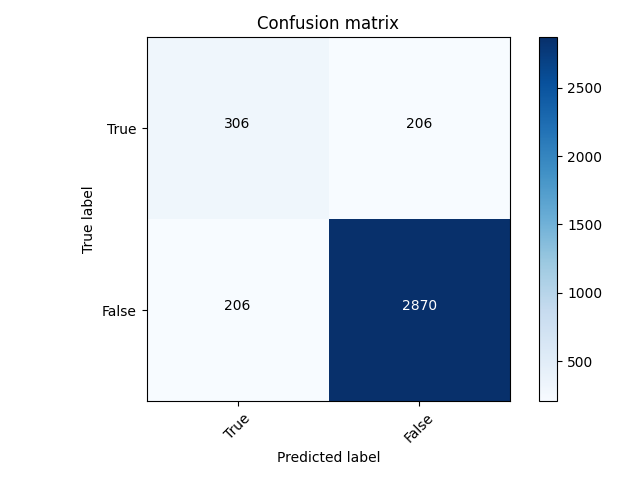 Confusion matrix
True label
True
306
206
False
206
2870
True
False
Predicted label
2500
2000
1500
1000
500